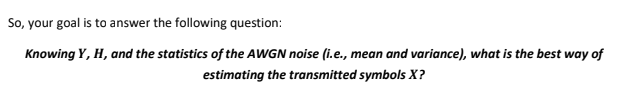 So, your goal is to answer the following question:
Knowing Y, H, and the statistics of the AWGN noise (i.e., mean and variance), what is the best way of
estimating the transmitted symbols X?